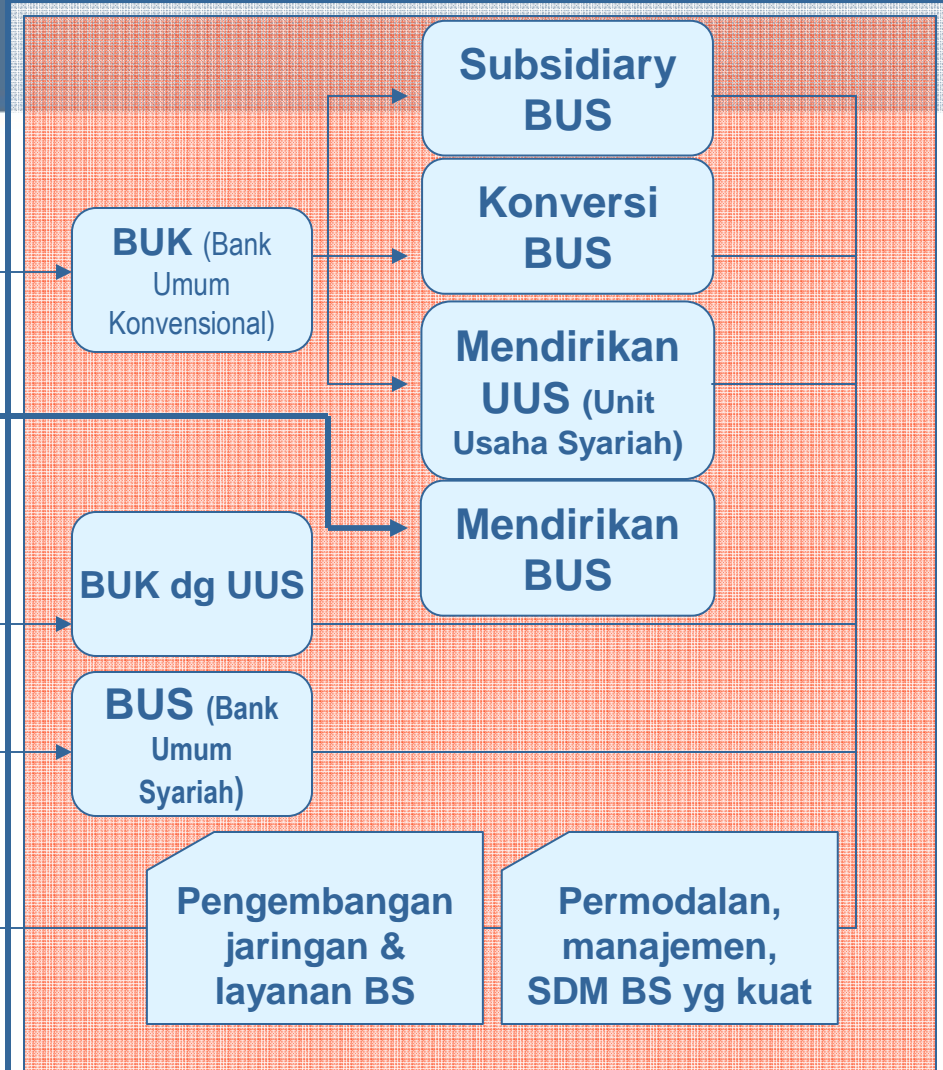 Subsidiary
BUS
Konversi
BUS
BUK (Bank
Umum
Konvensional)
Mendirikan
UUS (Unit
Usaha Syariah)
Mendirikan
BUS
BUK dg UUS
BUS (Bank
Umum
Syariah)
Pengembangan
jaringan &
layanan BS
Permodalan,
manajemen,
SDM BS yg kuat